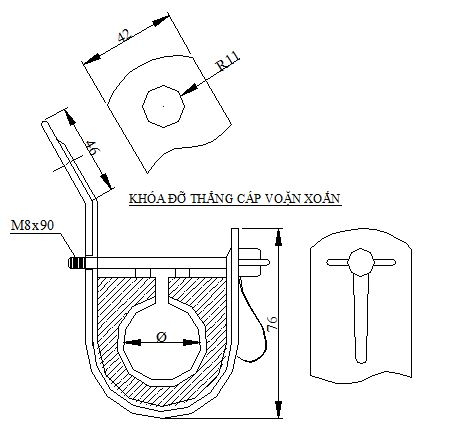 42
R11
46
KHÓA ĐỠ THẲNG CÁP VOẶN XOẮN
M8x90
76
Ø